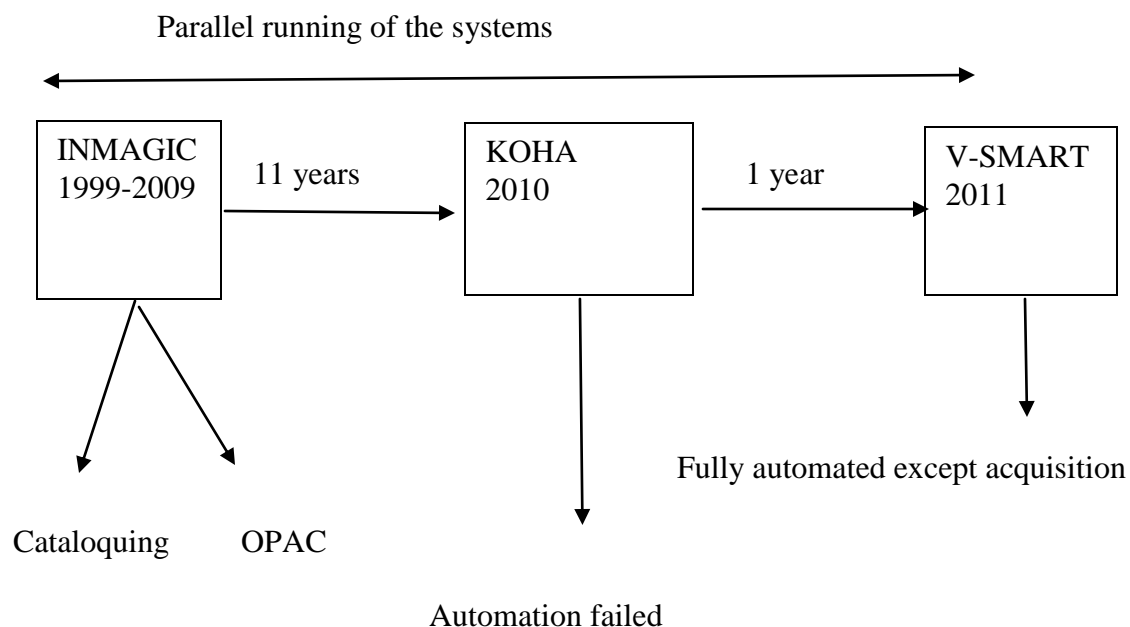 Parallel running of the systems
INMAGIC
1999-2009
11 years
KOHA
2010
1 year
V-SMART
2011
Fully automated except acquisition
Cataloquing
OPAC
Automation failed